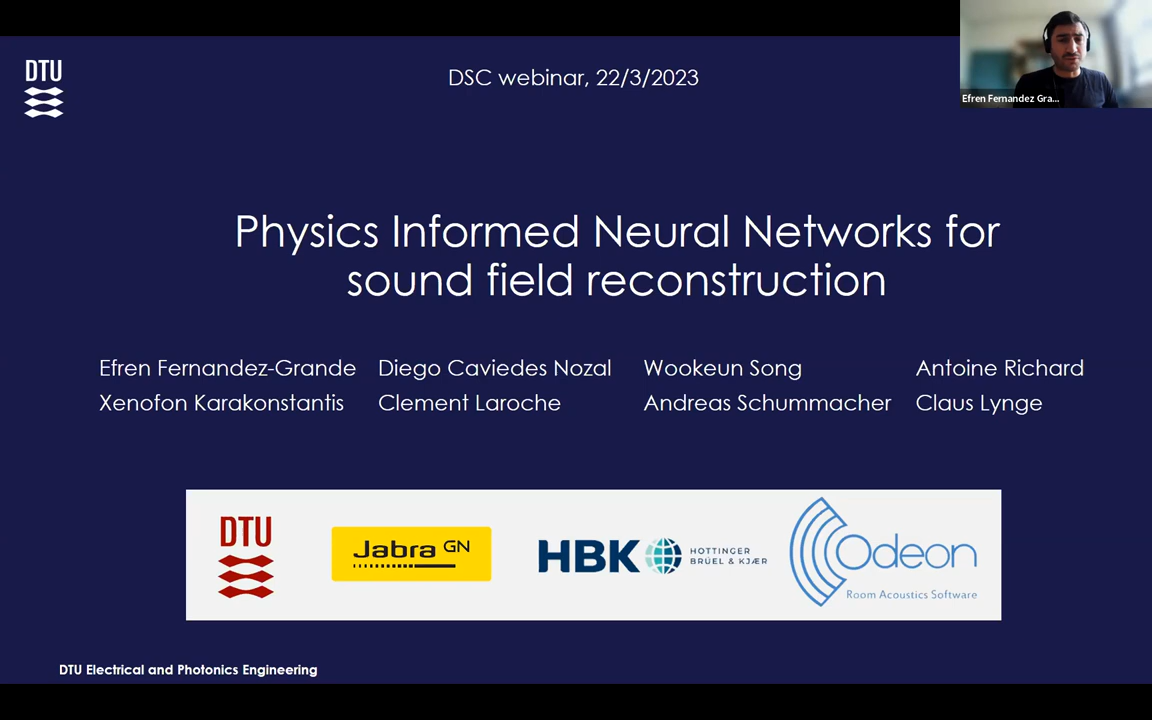 DTU
DSC webinar, 22/3/2023
Efren Fernandez Gra...
Physics Informed Neural Networks for
sound field reconstruction
Efren Fernandez-Grande Diego Caviedes Nozal Wookeun Song Antoine Richard
Xenofon Karakonstantis Clement Laroche Andreas Schummacher Claus Lynge
DTU
Jabra GN
HBK HOTTINGER
BRÜEL & KJÆR
Odeon
Room Acoustics Software
DTU Electrical and Photonics Engineering